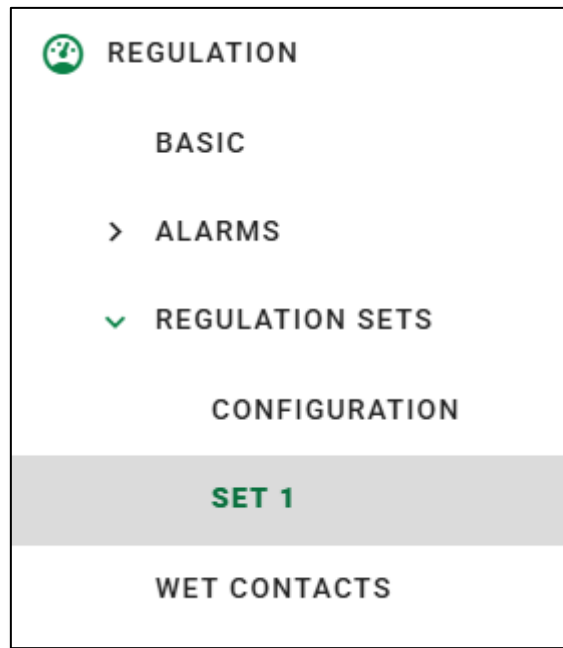 REGULATION
BASIC
ALARMS
REGULATION SETS
CONFIGURATION
SET 1
WET CONTACTS